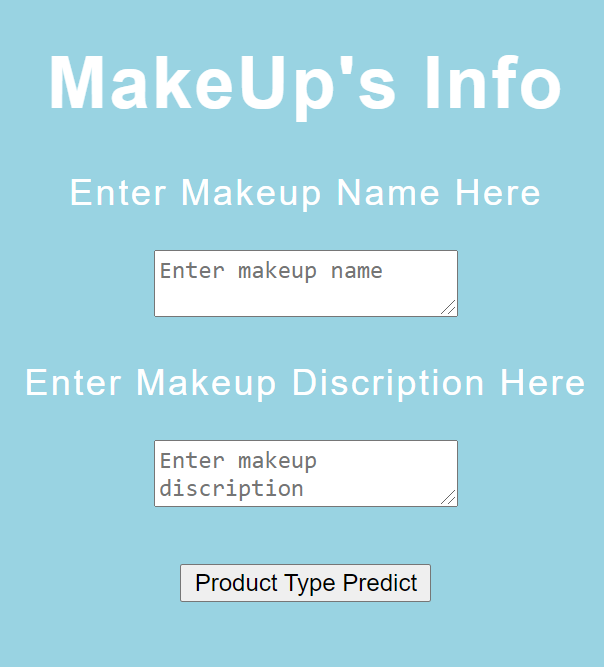 MakeUp's Info
Enter Makeup Name Here
Enter makeup name
Enter Makeup Discription Here
Enter makeup
discription
Product Type Predict